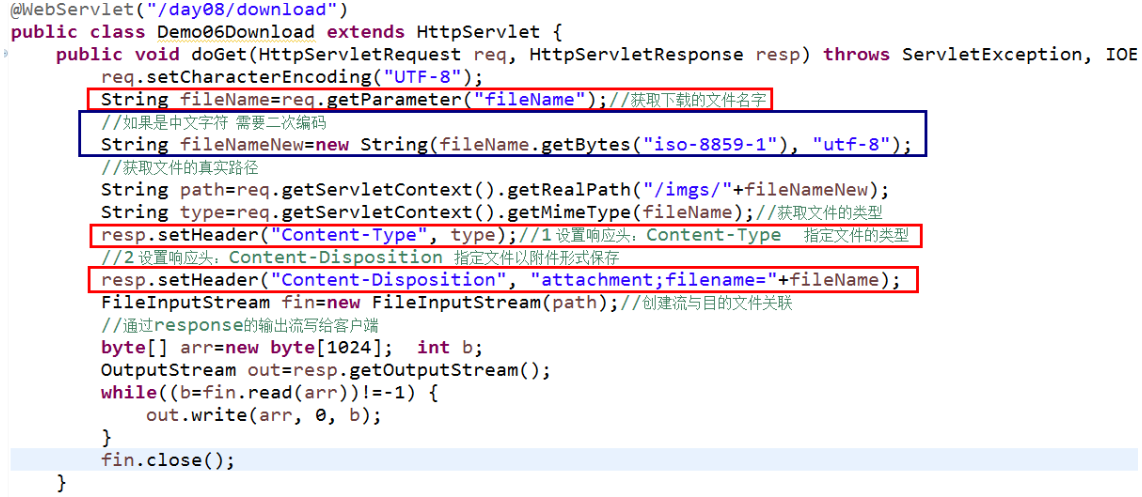 @WebServlet("/day08/download")
public class Demo06Download extends HttpServlet {
public void doGet(HttpServletRequest req, HttpServletResponse resp) throws ServletException, IOE
req.setCharacterEncoding("UTF-8");
String fileName=req.getParameter("fileName");//获取下载的文件名字
//如果是中文字符 需要二次编码
String fileNameNew=new String(fileName.getBytes("iso-8859-1"), "utf-8");
//获取文件的真实路径
String path=req.getServletContext().getRealPath("/imgs/"+fileNameNew);
String type=req.getServletContext().getMimeType(fileName);//获取文件的类型
resp.setHeader("Content-Type", type);//1 设置响应头：Content-Type 指定文件的类型
//2 设置响应头：Content-Disposition 指定文件以附件形式保存
resp.setHeader("Content-Disposition", "attachment;filename="+fileName);
FileInputStream fin=new FileInputStream(path);//创建流与目的文件关联
//通过response的输出流写给客户端
byte[] arr=new byte[1024]; int b;
OutputStream out=resp.getOutputStream();
while((b=fin.read(arr))!=-1) {
out.write(arr, 0, b);
}
fin.close();
}